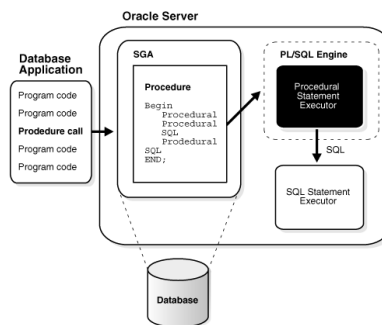 Oracle Server
Database
Application
Program code
Program code
Prodedure call
Program code
Program code
SGA
Procedure
Begin
Procedural
Procedural
SQL
Prodedural
SQL
END;
PL/SQL Engine
Procedural
Statement
Executor
SQL
SQL Statement
Executor
Database